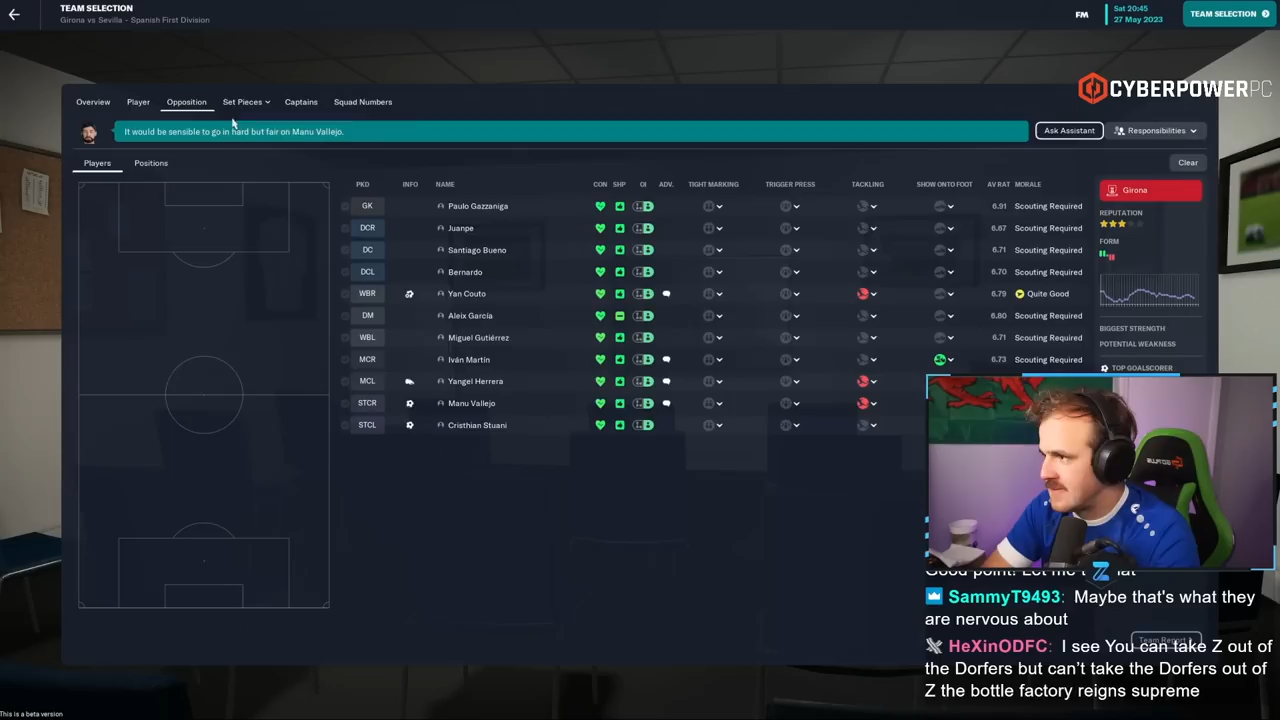 TEAM SELECTION
Girona vs Sevilla - Spanish First Division
FM
Sat 20:45
27 May 2023
TEAM SELECTION
CYBERPOWERPC
Overview
Player
Opposition
Set Pieces
Captains
Squad Numbers
It would be sensible to go in hard but fair on Manu Vallejo.
Ask Assistant
Responsibilities
Players
Positions
Clear
PKD INFO NAME CON SHP OI ADV. TIGHT MARKING TRIGGER PRESS TACKLING SHOW ONTO FOOT AV RAT MORALE
GK Paulo Gazzaniga 6.91 Scouting Required
DCR Juanpe 6.67 Scouting Required
DC Santiago Bueno 6.71 Scouting Required
DCL Bernardo 6.70 Scouting Required
WBR Yan Couto 6.79 Quite Good
DM Aleix García 6.80 Scouting Required
WBL Miguel Gutiérrez 6.71 Scouting Required
MCR Iván Martín 6.73 Scouting Required
MCL Yangel Herrera
STCR Manu Vallejo
STCL Cristhian Stuani
Girona
REPUTATION
FORM
BIGGEST STRENGTH
POTENTIAL WEAKNESS
TOP GOALSCORER
Good point! Let me
SammyT9493: Maybe that's what they
are nervous about
Team Report
HeXinODFC: I see You can take Z out of
the Dorfers but can't take the Dorfers out of
Z the bottle factory reigns supreme
This is a beta version